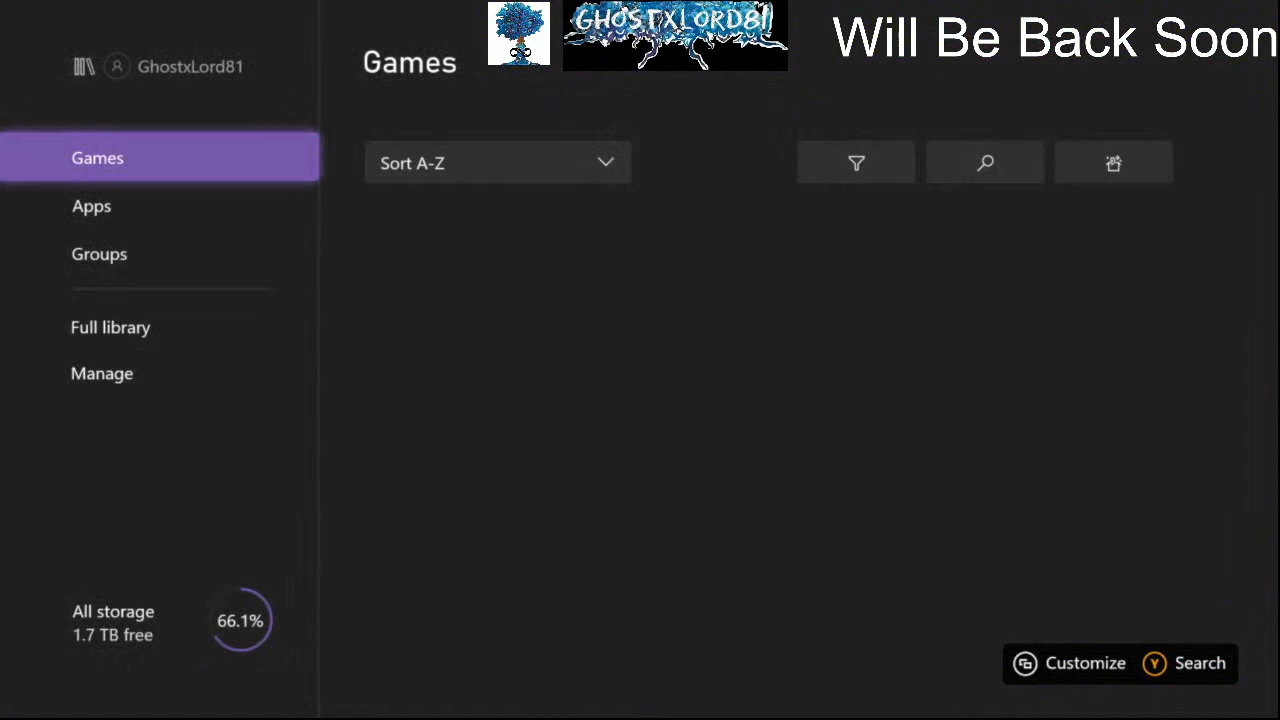 GHOSTXLORD81
Will Be Back Soon
GhostxLord81
Games
Games
Sort A-Z
Apps
Groups
Full library
Manage
All storage
1.7 TB free
66.1%
Customize
Y Search